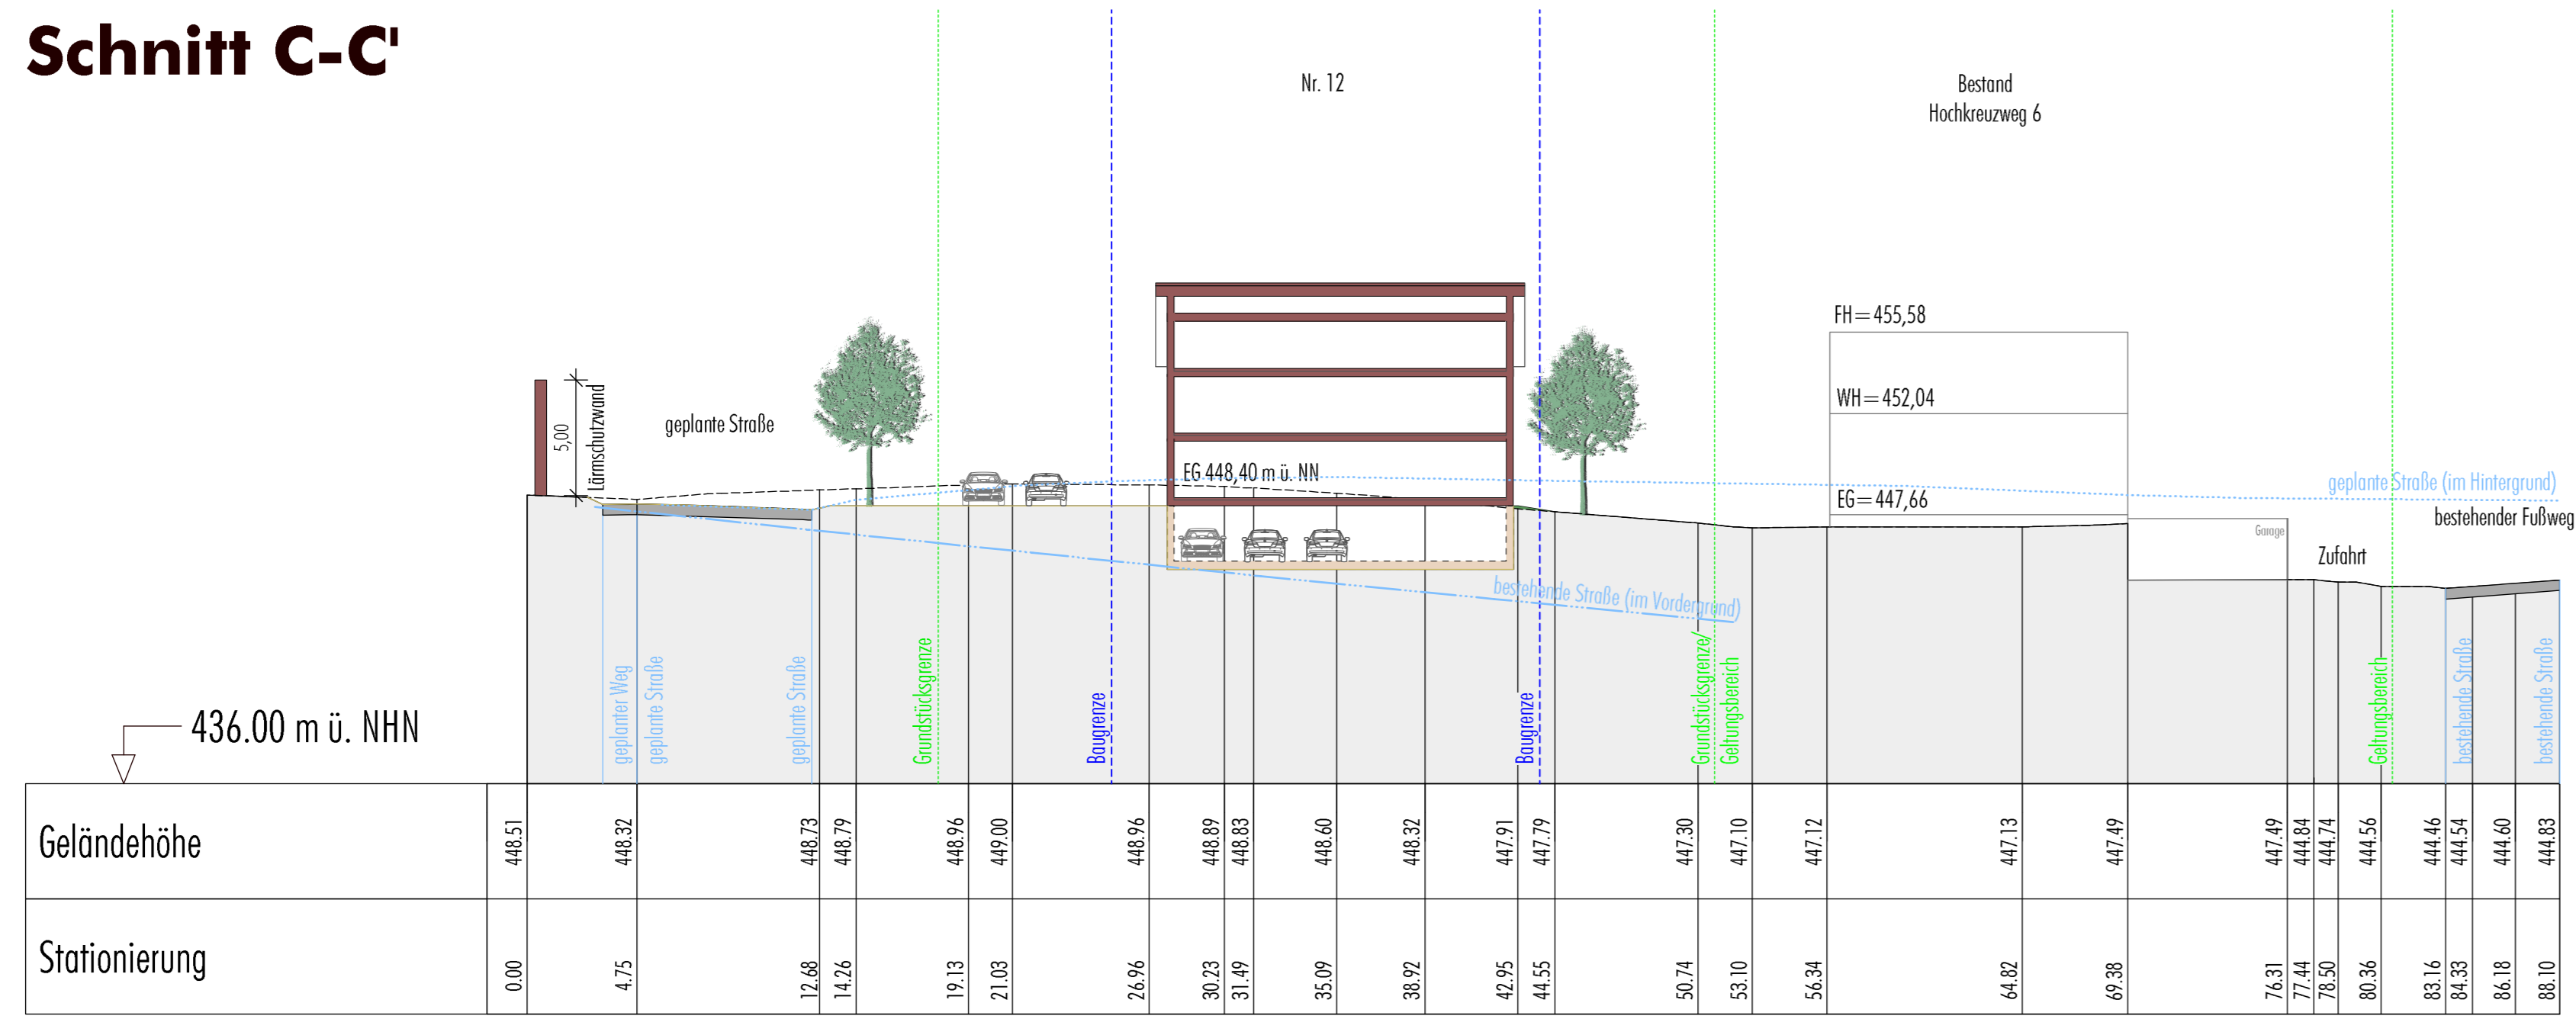 Schnitt C-C'
Nr. 12
Bestand
Hochkreuzweg 6
FH=455,58
WH=452,04
EG=447,66
5,00
Lärmschutzwand
geplante Straße
EG 448,40 m ü. NN
geplante Straße (im Hintergrund)
bestehender Fußweg
Garage
Zufahrt
bestehende Straße (im Vordergrund)
geplanter Weg
geplante Straße
geplante Straße
Grundstücksgrenze
Baugrenze
Baugrenze
Grundstücksgrenze/
Geltungsbereich
Geltungsbereich
bestehende Straße
bestehende Straße
436.00 m ü. NHN
Geländehöhe 448.51 448.32 448.73 448.79 448.96 449.00 448.96 448.89 448.83 448.60 448.32 447.91 447.79 447.30 447.10 447.12 447.13 447.49 447.49 444.84 444.74 444.56 444.46 444.54 444.60 444.83
Stationierung 0.00 4.75 12.68 14.26 19.13 21.03 26.96 30.23 31.49 35.09 38.92 42.95 44.55 50.74 53.10 56.34 64.82 69.38 76.31 77.44 78.50 80.36 83.16 84.33 86.18 88.10